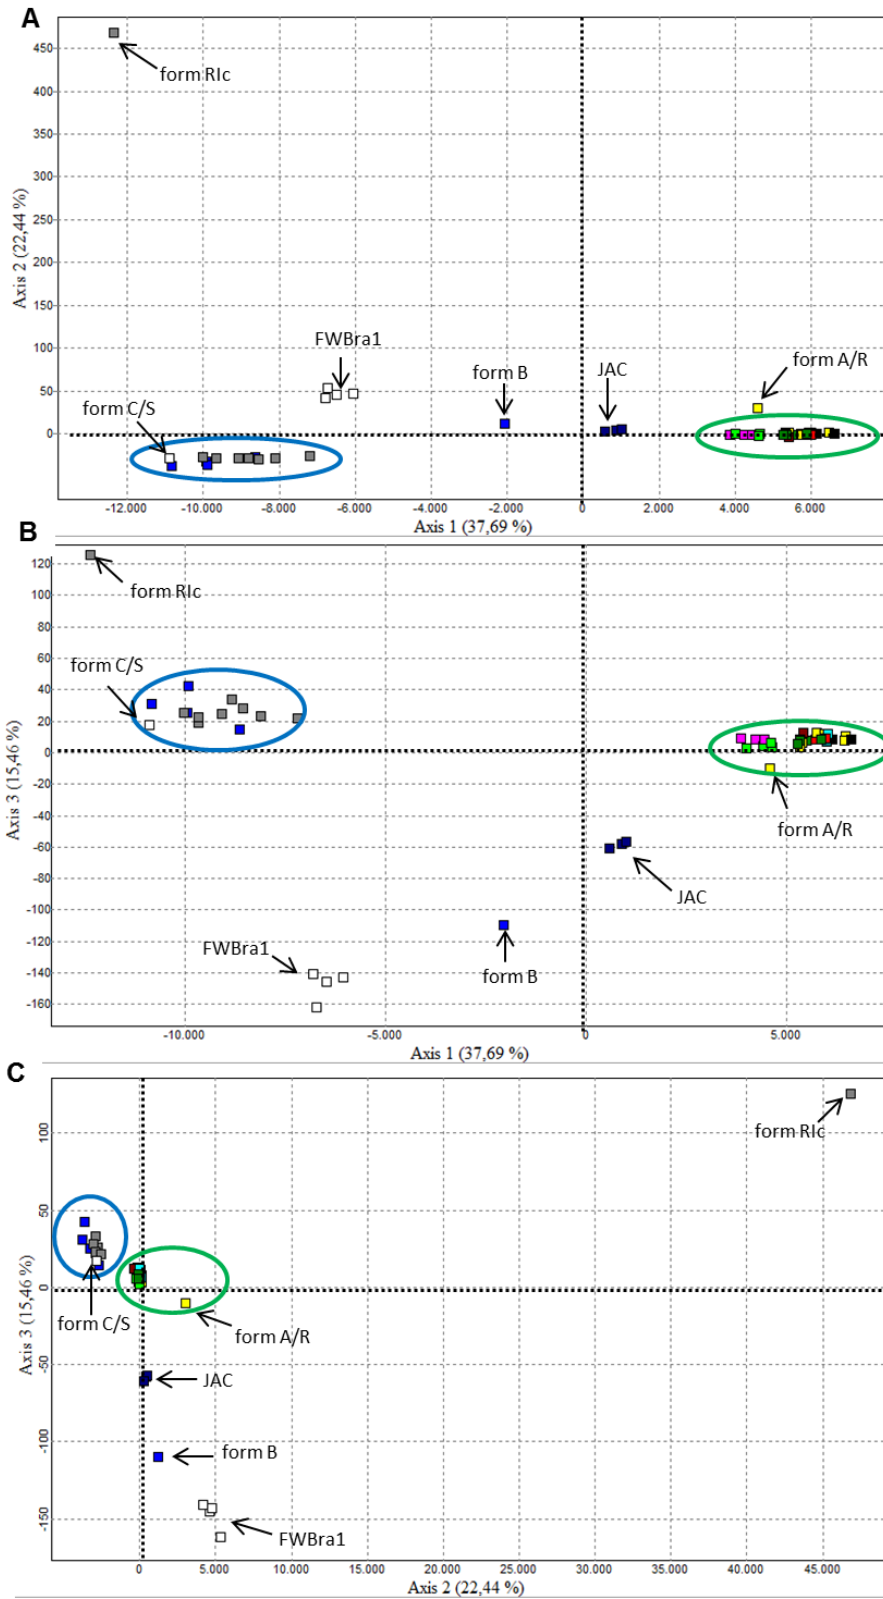 A
450
form RIc
400
350
300
250
200
150
100
FWBra1
form B
JAC
form A/R
50
form C/S
0
Axis 2 (22,44 %)
-12.000 -10.000 -8.000 -6.000 -4.000 -2.000 0 2.000 4.000 6.000
Axis 1 (37,69 %)
B
120
form RIc
100
80
60
form C/S
40
20
0
-20
form A/R
-40
-60
JAC
-80
-100
FWBra1
form B
-120
-140
-160
Axis 3 (15,46 %)
-10.000 -5.000 0 5.000
Axis 1 (37,69 %)
C
form RIc
100
50
0
form C/S
form A/R
-50
JAC
-100
form B
-150
FWBra1
Axis 3 (15,46 %)
0 5.000 10.000 15.000 20.000 25.000 30.000 35.000 40.000 45.000
Axis 2 (22,44 %)